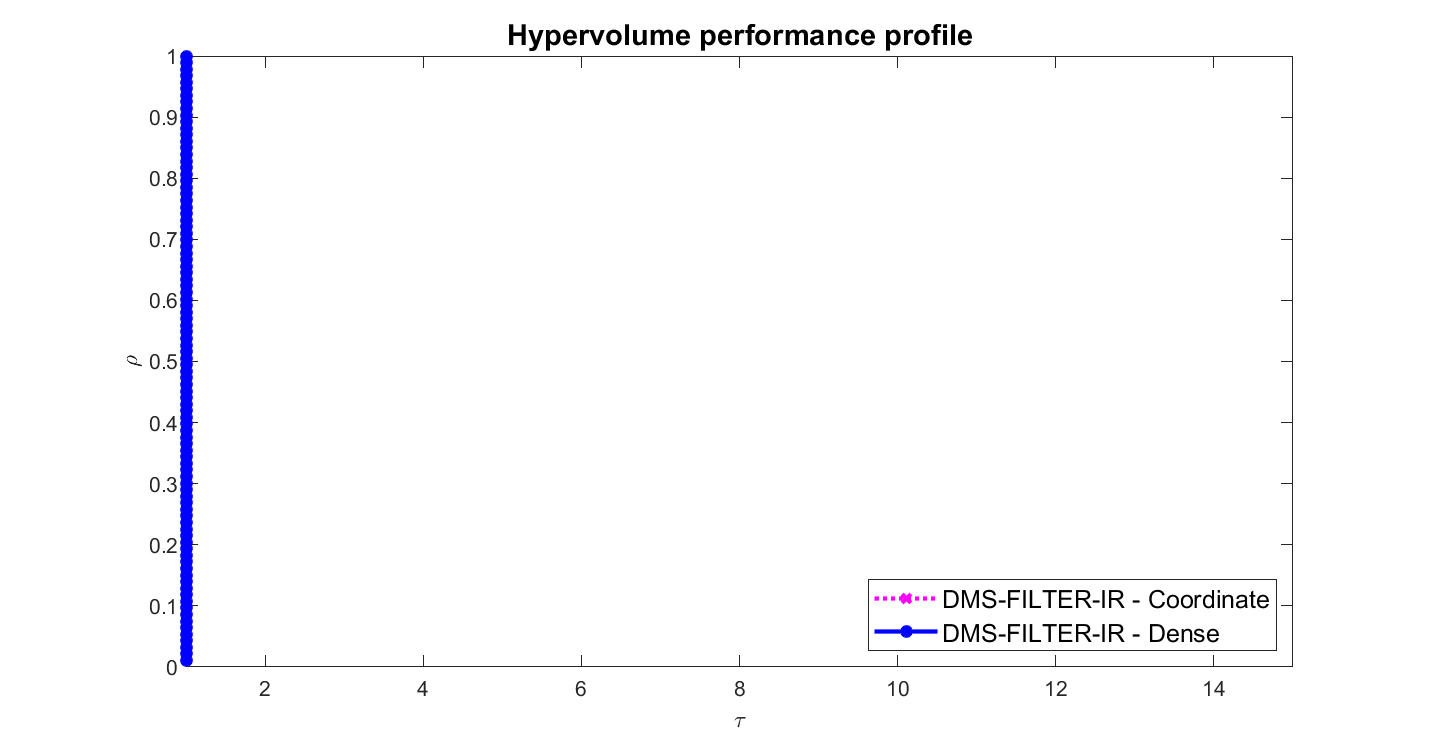 Hypervolume performance profile
1
0.9
0.8
0.7
0.6
0.5
0.4
0.3
0.2
0.1
0
ρ
2 4 6 8 10 12 14
τ
DMS-FILTER-IR - Coordinate
DMS-FILTER-IR - Dense